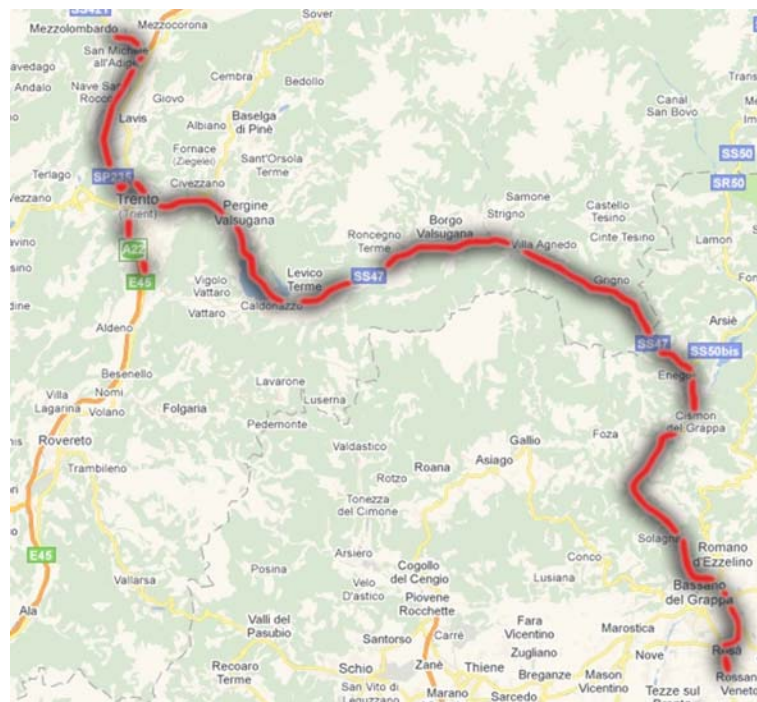 SS421
Sover
Mezzolombardo
Mezzocorona
San Michele
all'Adige
Cembra
Bedollo
Andalo
Nave San
Rocco
Giovo
Canal
San Bovo
Lavis
Albiano
Baselga
di Pinè
Fornace
(Ziegelei)
Sant'Orsola
Terme
SS50
Terlago
Civezzano
SR50
Vezzano
Trento
(Trient)
Pergine
Valsugana
Samone
Strigno
Castello
Tesino
Borgo
Valsugana
Roncegno
Terme
Villa Agnedo
Cinte Tesino
Lamon
A22
E45
Levico
Terme
SS47
Grigno
Vigolo
Vattaro
Vattaro
Caldonazzo
Arsiè
Aldeno
SS47
SS50bis
Besenello
Enego
Villa
Lagarina
Nomi
Volano
Folgaria
Lavarone
Luserna
Pedemonte
Cismon
del Grappa
Foza
Rovereto
Gallio
Asiago
Valdastico
Roana
Trambileno
Rotzo
Tonezza
del Cimone
Solagna
Romano
d'Ezzelino
E45
Arsiero
Posina
Cogollo
del Cengio
Conco
Vallarsa
Velo
D'astico
Lusiana
Bassano
del Grappa
Piovene
Rocchette
Ala
Valli del
Pasubio
Fara
Vicentino
Marostica
Santorso
Carrè
Zugliano
Nove
Rosà
Recoaro
Terme
Schio
Zanè
Thiene
Breganze
Mason
Vicentino
Rossan
Veneto
San Vito di
Leguzzano
Marano
Sarcedo
Tezze sul